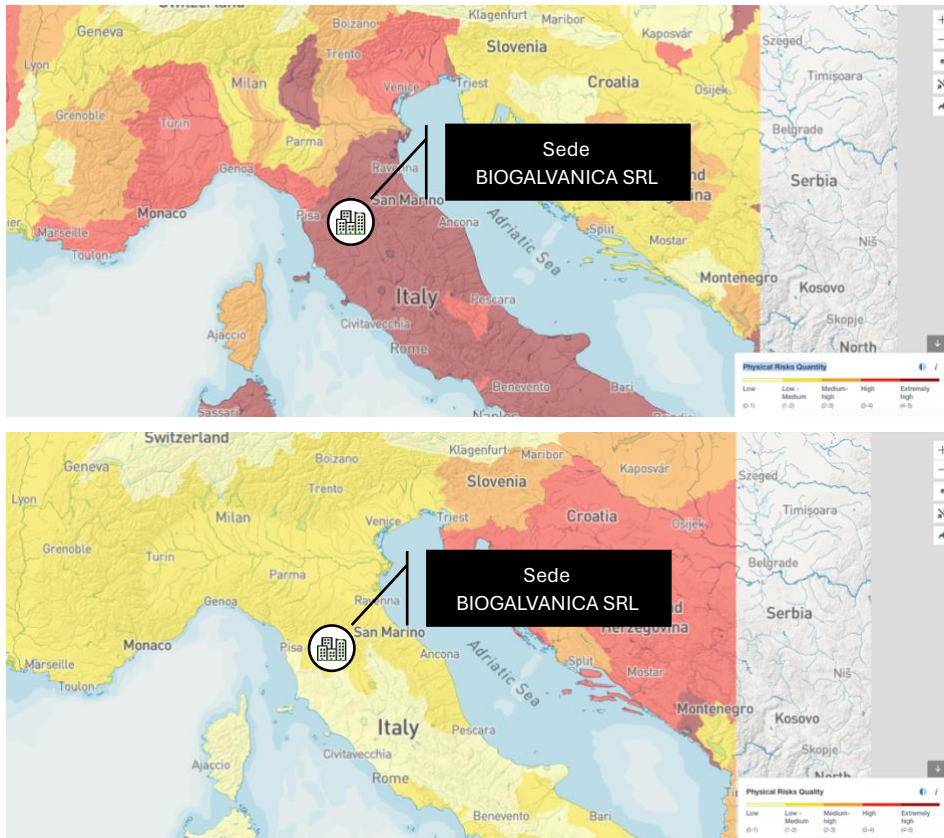 Switzerland
Geneva
Lyon
Grenoble
Turin
Milan
Bolzano
Trento
Venice
Parma
Genoa
Monaco
Marseille
Toulon
Klagenfurt
Maribor
Slovenia
Triest
Kaposvár
Croatia
Osijek
Szeged
Timișoara
Belgrade
Serbia
Niš
Sede
BIOGALVANICA SRL
Pisa
San Marino
Ancona
Adriatic Sea
Split
Mostar
Montenegro
Kosovo
Skopje
North
Italy
Pescara
Civitavecchia
Rome
Benevento
Bari
Ajaccio
Sassari
Physical Risks Quantity
Low
Low -
Medium
Medium-
high
High
Extremely
high
(0-1)
(1-2)
(2-3)
(3-4)
(4-5)
Switzerland
Geneva
Lyon
Grenoble
Turin
Milan
Bolzano
Trento
Venice
Parma
Genoa
Monaco
Marseille
Toulon
Klagenfurt
Maribor
Slovenia
Triest
Kaposvár
Croatia
Osijek
Szeged
Timișoara
Belgrade
Serbia
Niš
Sede
BIOGALVANICA SRL
Pisa
San Marino
Ancona
Adriatic Sea
Split
Herzegovina
Mostar
Montenegro
Kosovo
Skopje
Italy
Pescara
Civitavecchia
Rome
Benevento
Bari
Ajaccio
Physical Risks Quality
Low
Low -
Medium
Medium-
high
High
Extremely
high
(0-1)
(1-2)
(2-3)
(3-4)
(4-5)